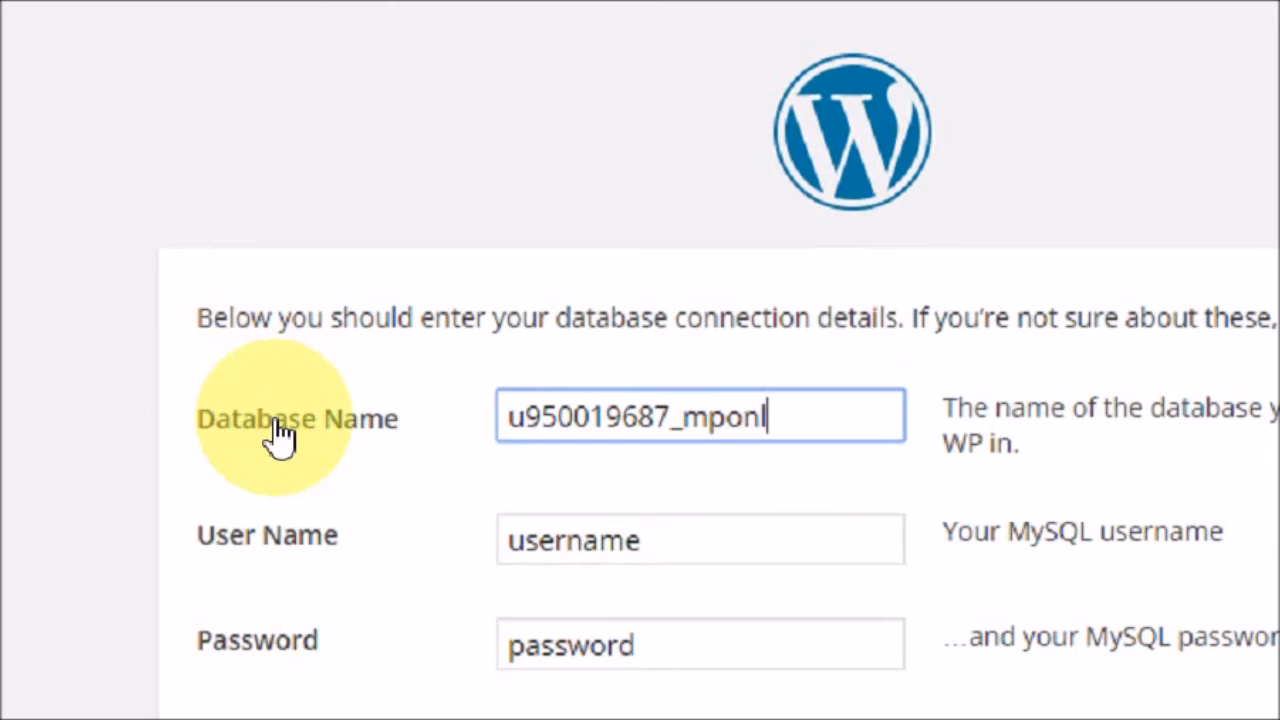 Below you should enter your database connection details. If you’re not sure about these,
Database Name
u950019687_mponl
The name of the database
WP in.
User Name
username
Your MySQL username
Password
password
…and your MySQL